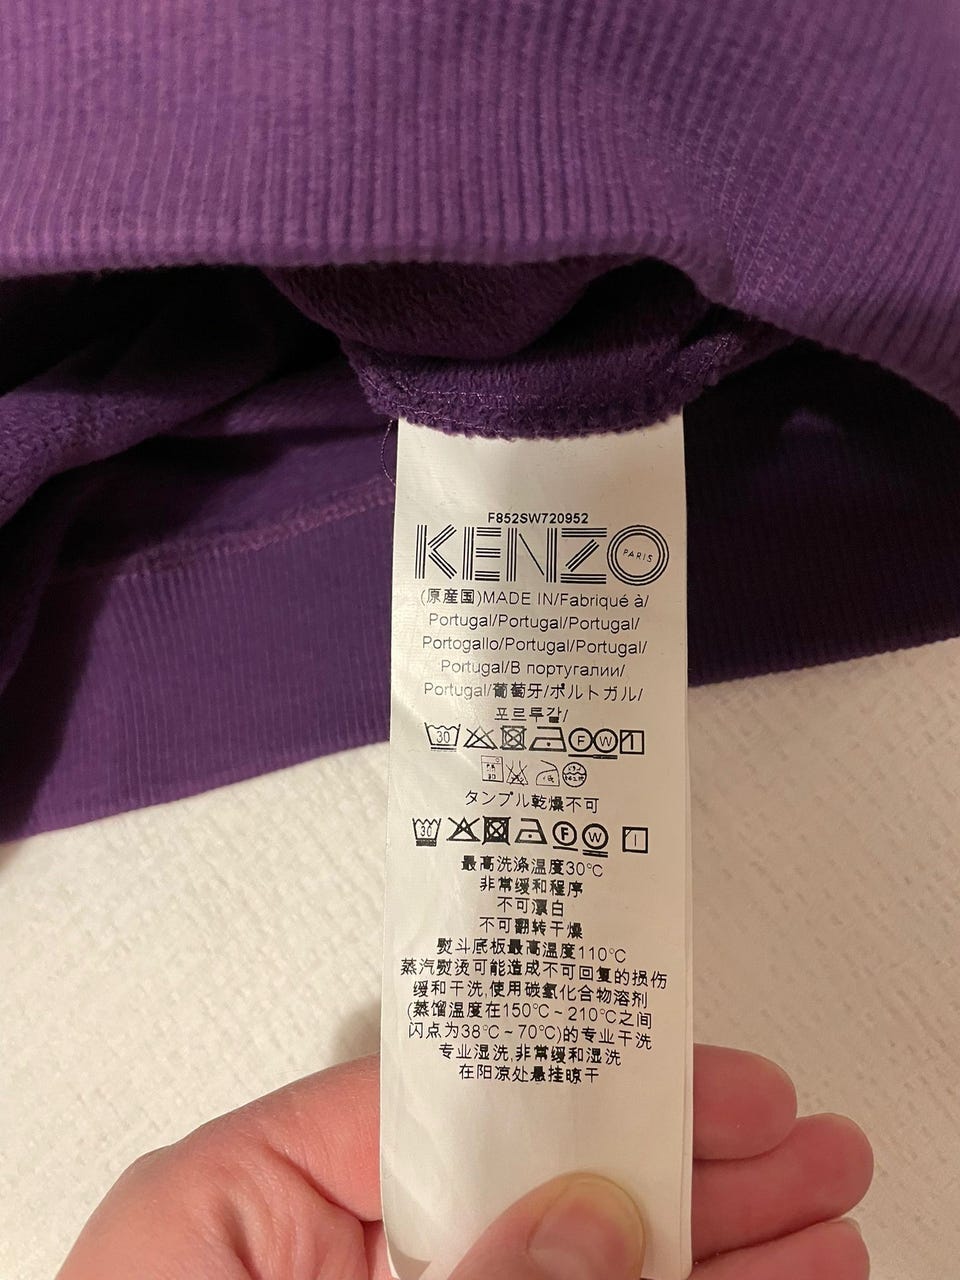 F852SW720952
KENZO PARIS
(原産国)MADE IN/Fabriqué à/
Portugal/Portugal/Portugal/
Portogallo/Portugal/Portugal/
Portugal/В португалии/
Portugal/葡萄牙/ポルトガル/
포르투갈/
30 F W
タンブル乾燥不可
30 F W
最高洗涤温度30°C
非常缓和程序
不可漂白
不可翻转干燥
熨斗底板最高温度110°C
蒸汽熨烫可能造成不可回复的损伤
缓和干洗,使用碳氢化合物溶剂
(蒸馏温度在150°C~210°C之间
闪点为38°C~70°C)的专业干洗
专业湿洗,非常缓和湿洗
在阳凉处悬挂晾干